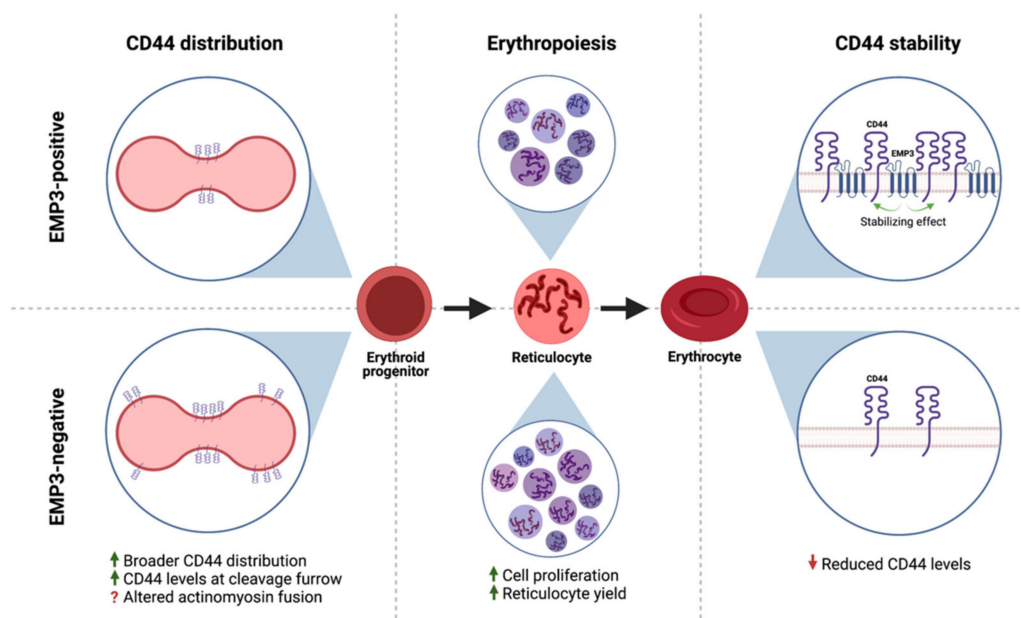 CD44 distribution
Erythropoiesis
CD44 stability
EMP3-positive
CD44
EMP3
Stabilizing effect
Erythroid
progenitor
Reticulocyte
Erythrocyte
EMP3-negative
CD44
↑ Broader CD44 distribution
↑ CD44 levels at cleavage furrow
? Altered actinomyosin fusion
↑ Cell proliferation
↑ Reticulocyte yield
↓ Reduced CD44 levels